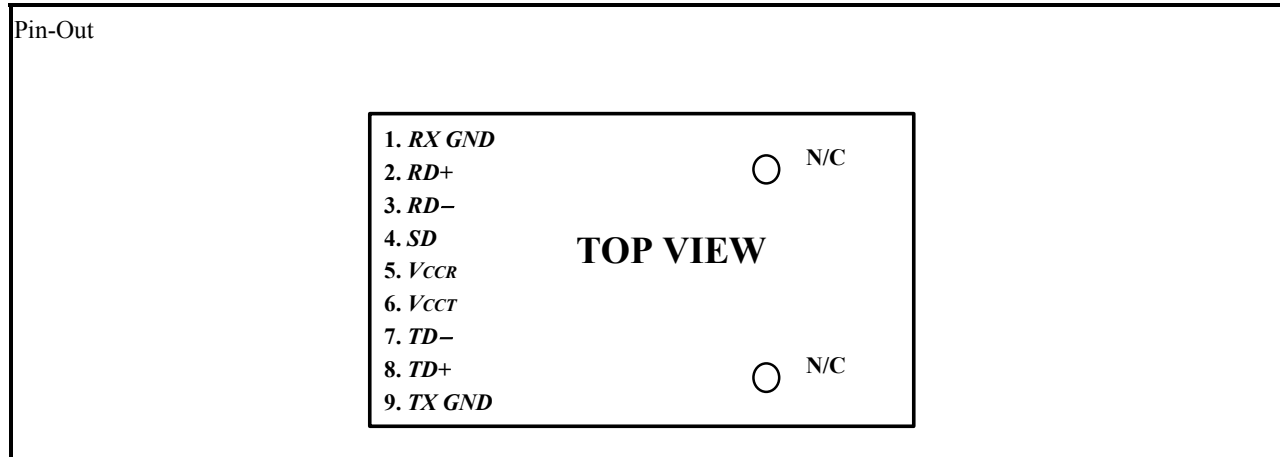 Pin-Out
1. RX GND
N/C
2. RD+
3. RD−
4. SD
TOP VIEW
5. VCCR
6. VCCT
7. TD−
8. TD+
N/C
9. TX GND